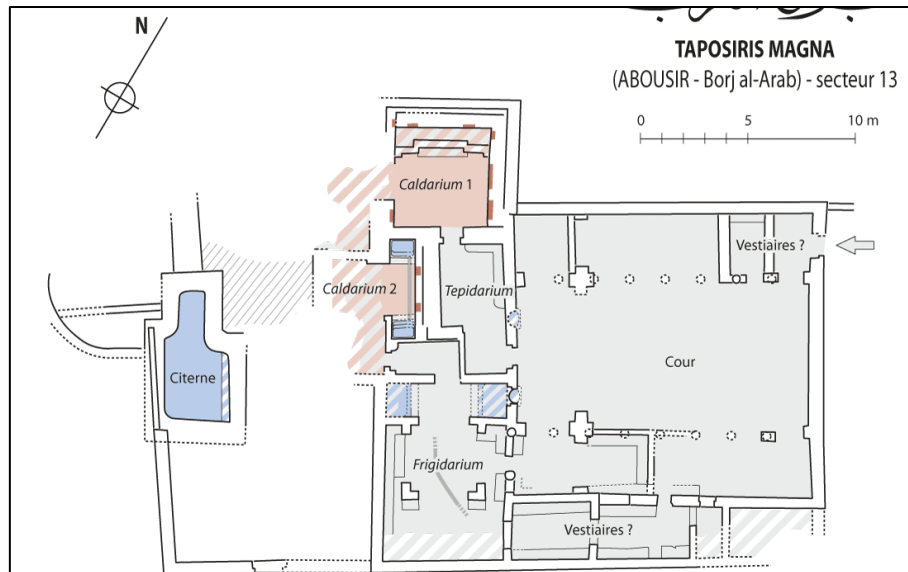 N
TAPOSIRIS MAGNA
(ABOUSIR - Borj al-Arab) - secteur 13
0 5 10 m
Caldarium 1
Vestiaires ?
Caldarium 2
Tepidarium
Cour
Citerne
Frigidarium
Vestiaires ?